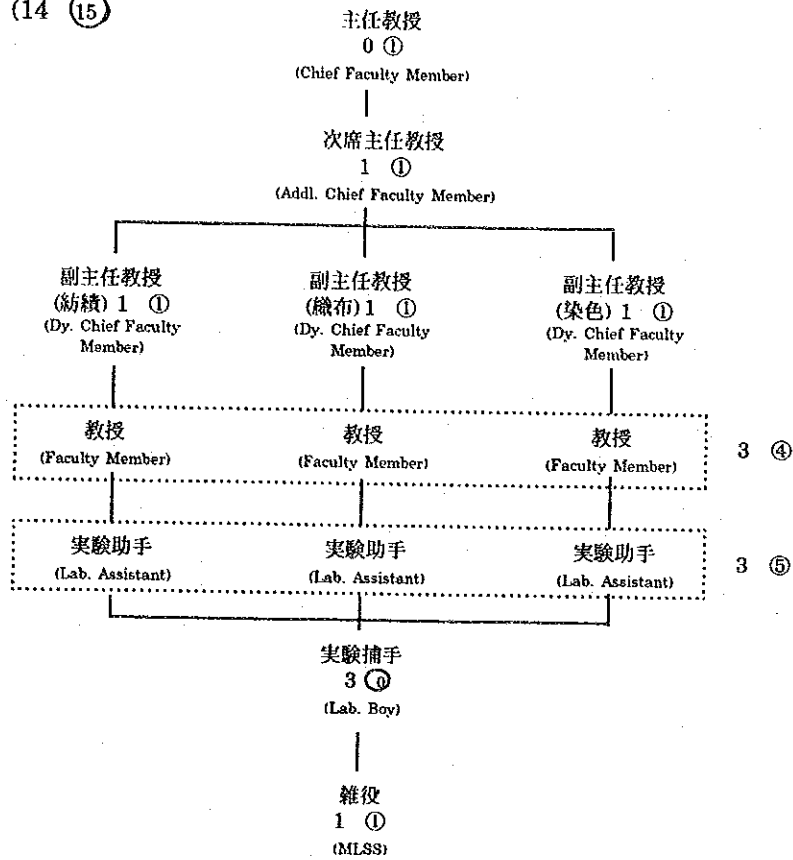 (14 ⑮)
主任教授
0 ①
(Chief Faculty Member)
次席主任教授
1 ①
(Addl. Chief Faculty Member)
副主任教授
(紡績) 1 ①
(Dy. Chief Faculty
Member)
副主任教授
(織布) 1 ①
(Dy. Chief Faculty
Member)
副主任教授
(染色) 1 ①
(Dy. Chief Faculty
Member)
教授
(Faculty Member)
教授
(Faculty Member)
教授
(Faculty Member)
3 ④
実験助手
(Lab. Assistant)
実験助手
(Lab. Assistant)
実験助手
(Lab. Assistant)
3 ⑤
実験捕手
3 ⓪
(Lab. Boy)
雑役
1 ①
(MLSS)